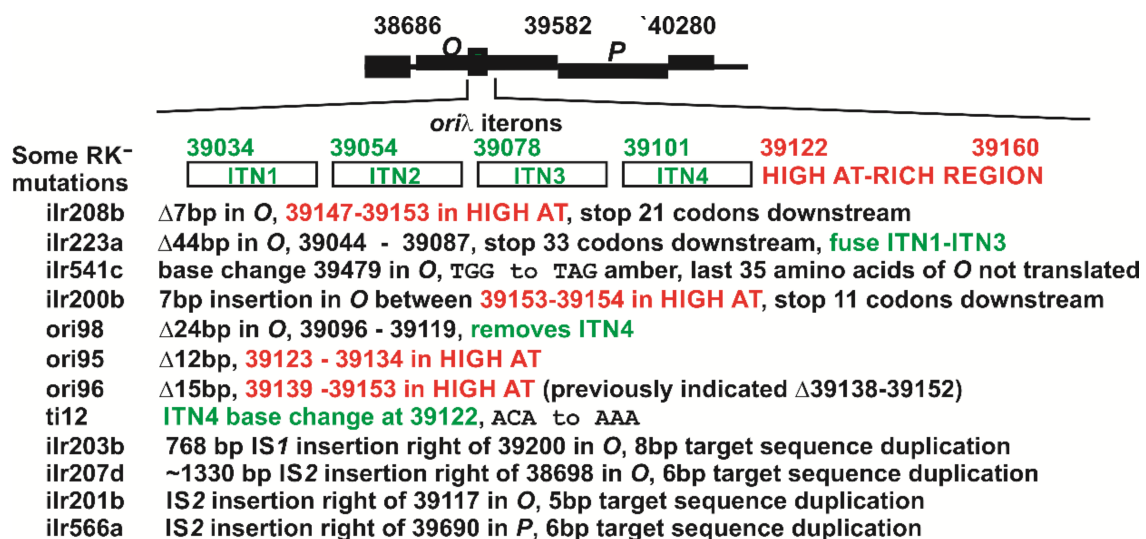 38686 39582 `40280
O P
oriλ iterons
Some RK⁻ mutations
39034 39054 39078 39101 39122 39160
ITN1 ITN2 ITN3 ITN4 HIGH AT-RICH REGION
ilr208b Δ7bp in O, 39147-39153 in HIGH AT, stop 21 codons downstream
ilr223a Δ44bp in O, 39044 - 39087, stop 33 codons downstream, fuse ITN1-ITN3
ilr541c base change 39479 in O, TGG to TAG amber, last 35 amino acids of O not translated
ilr200b 7bp insertion in O between 39153-39154 in HIGH AT, stop 11 codons downstream
ori98 Δ24bp in O, 39096 - 39119, removes ITN4
ori95 Δ12bp, 39123 - 39134 in HIGH AT
ori96 Δ15bp, 39139 -39153 in HIGH AT (previously indicated Δ39138-39152)
ti12 ITN4 base change at 39122, ACA to AAA
ilr203b 768 bp IS1 insertion right of 39200 in O, 8bp target sequence duplication
ilr207d ~1330 bp IS2 insertion right of 38698 in O, 6bp target sequence duplication
ilr201b IS2 insertion right of 39117 in O, 5bp target sequence duplication
ilr566a IS2 insertion right of 39690 in P, 6bp target sequence duplication